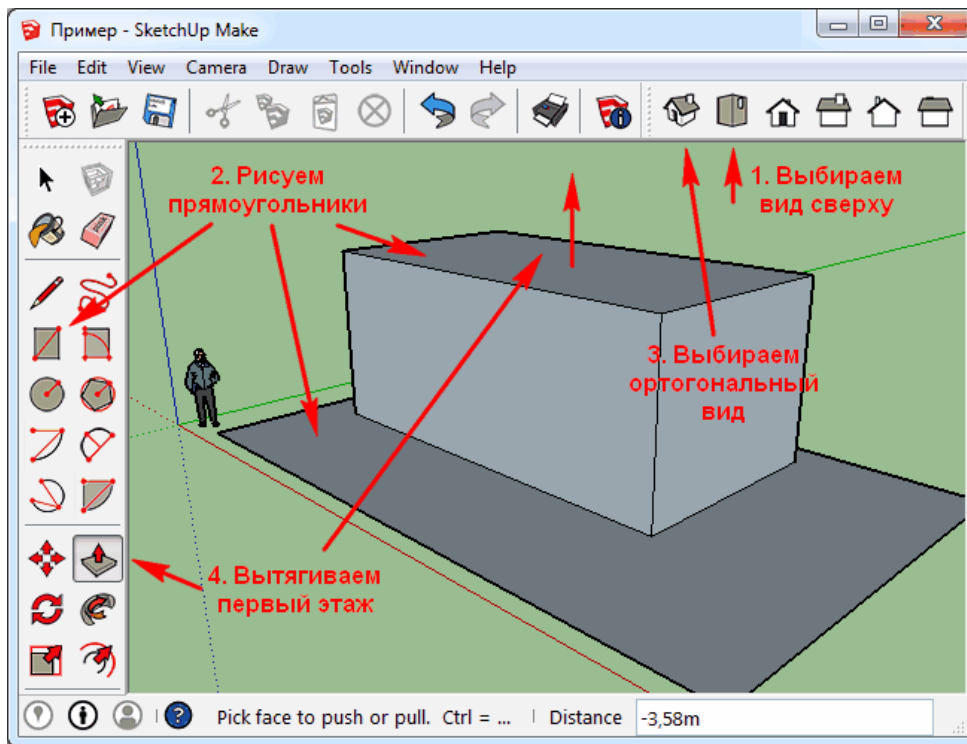 Пример - SketchUp Make
File Edit View Camera Draw Tools Window Help
2. Рисуем
прямоугольники
1. Выбираем
вид сверху
3. Выбираем
ортогональный
вид
4. Вытягиваем
первый этаж
Pick face to push or pull. Ctrl = ... Distance -3,58m